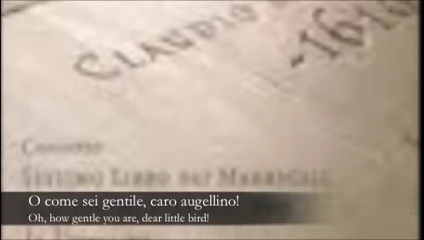 CLAUDIO
Concerto
SETTIMO LIBRO DEI MADRIGALI
O come sei gentile, caro augellino!
Oh, how gentle you are, dear little bird!